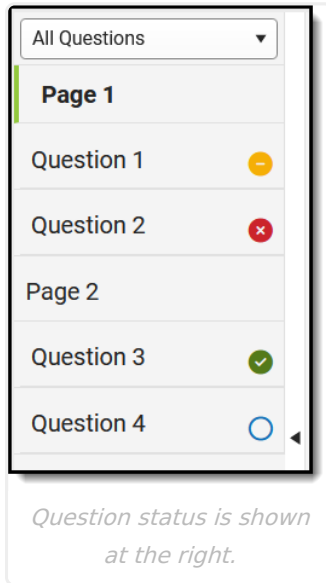 All Questions
Page 1
Question 1
Question 2
Page 2
Question 3
Question 4
Question status is shown
at the right.